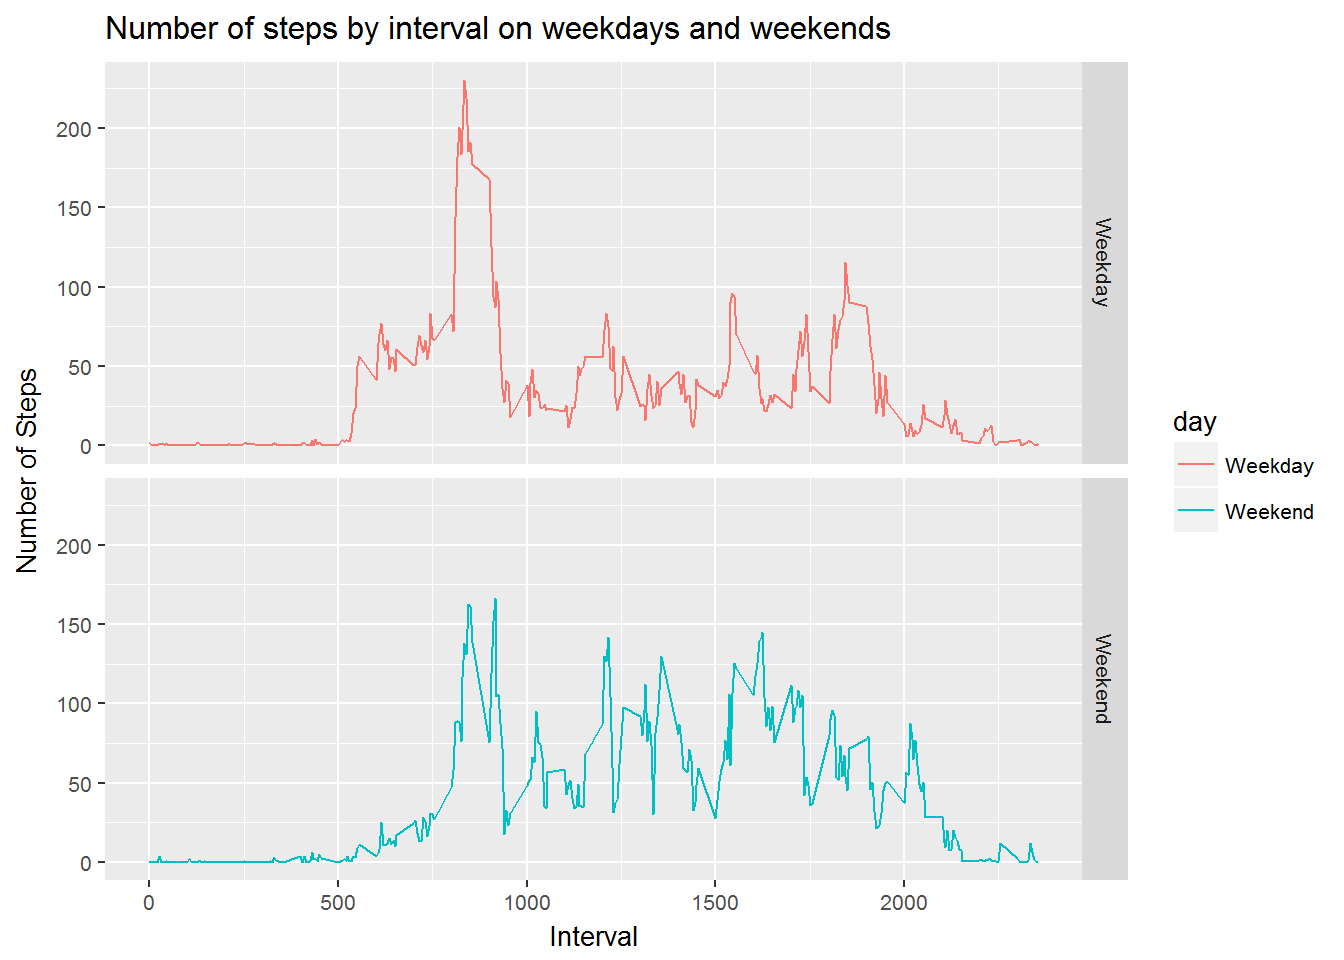 Number of steps by interval on weekdays and weekends
Number of Steps
200
150
100
50
0
Weekday
200
150
100
50
0
Weekend
0 500 1000 1500 2000
Interval
day
Weekday
Weekend